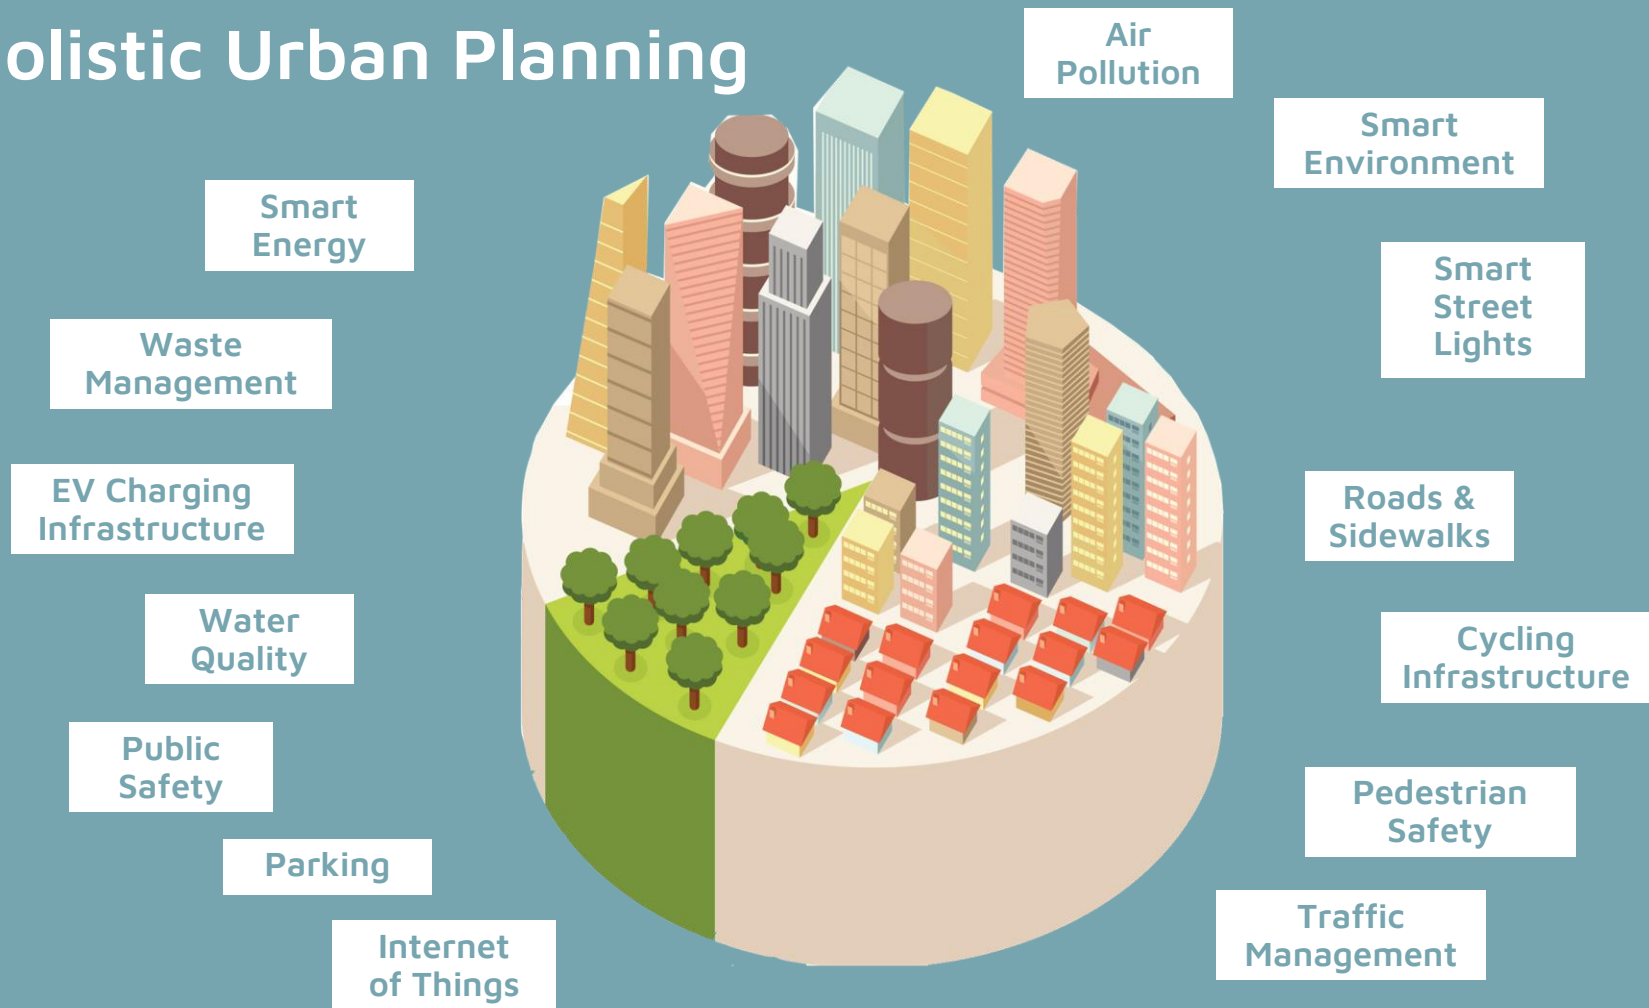 olistic Urban Planning
Air
Pollution
Smart
Environment
Smart
Energy
Smart
Street
Lights
Waste
Management
EV Charging
Infrastructure
Roads &
Sidewalks
Water
Quality
Cycling
Infrastructure
Public
Safety
Pedestrian
Safety
Parking
Traffic
Management
Internet
of Things